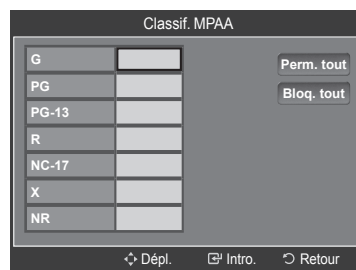 Classif. MPAA
G
PG
PG-13
R
NC-17
X
NR
Perm. tout
Bloq. tout
Dépl. Intro. Retour